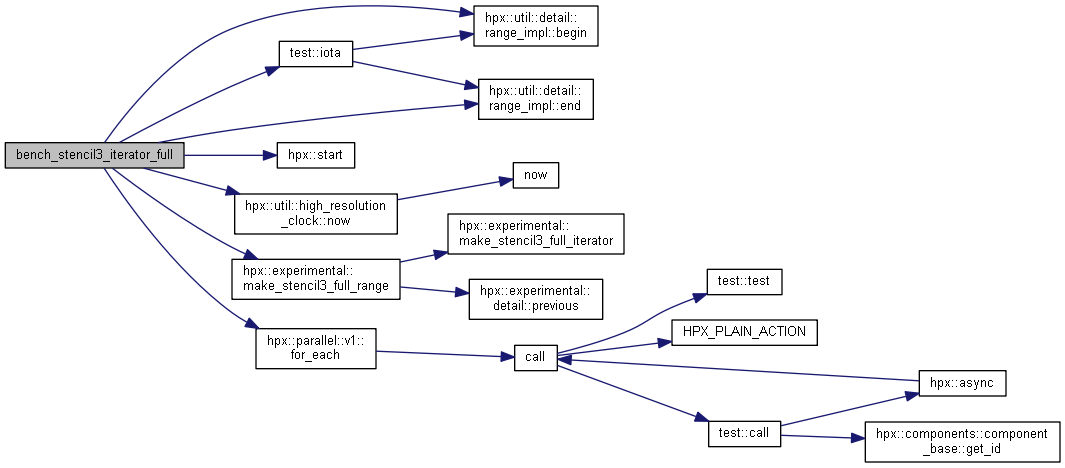 hpx::util::detail::
range_impl::begin
test::iota
hpx::util::detail::
range_impl::end
bench_stencil3_iterator_full
hpx::start
now
hpx::util::high_resolution
_clock::now
hpx::experimental::
make_stencil3_full_iterator
hpx::experimental::
make_stencil3_full_range
hpx::experimental::
detail::previous
test::test
HPX_PLAIN_ACTION
hpx::parallel::v1::
for_each
call
hpx::async
test::call
hpx::components::component
_base::get_id